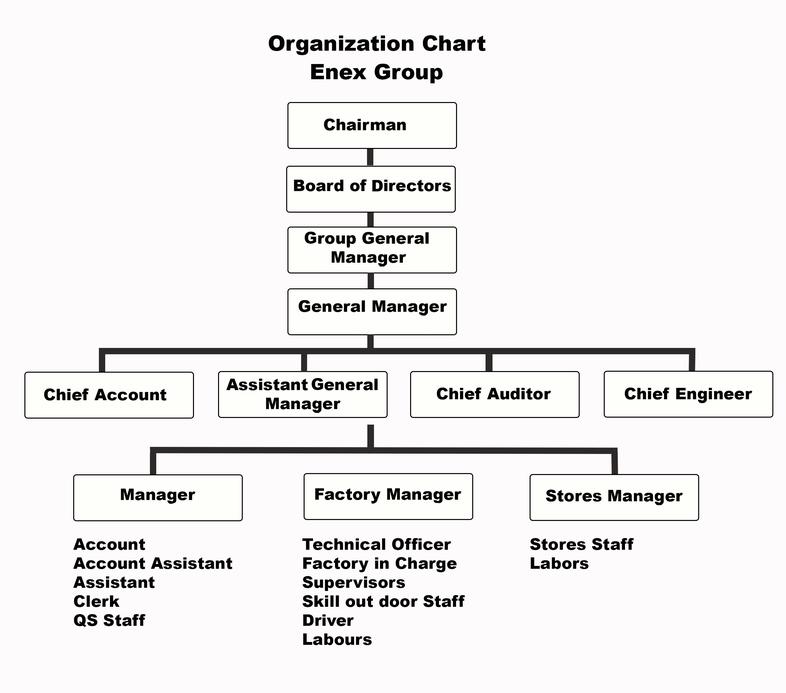 Organization Chart
Enex Group
Chairman
Board of Directors
Group General
Manager
General Manager
Chief Account
Assistant General
Manager
Chief Auditor
Chief Engineer
Manager
Factory Manager
Stores Manager
Account
Account Assistant
Assistant
Clerk
QS Staff
Technical Officer
Factory in Charge
Supervisors
Skill out door Staff
Driver
Labours
Stores Staff
Labors